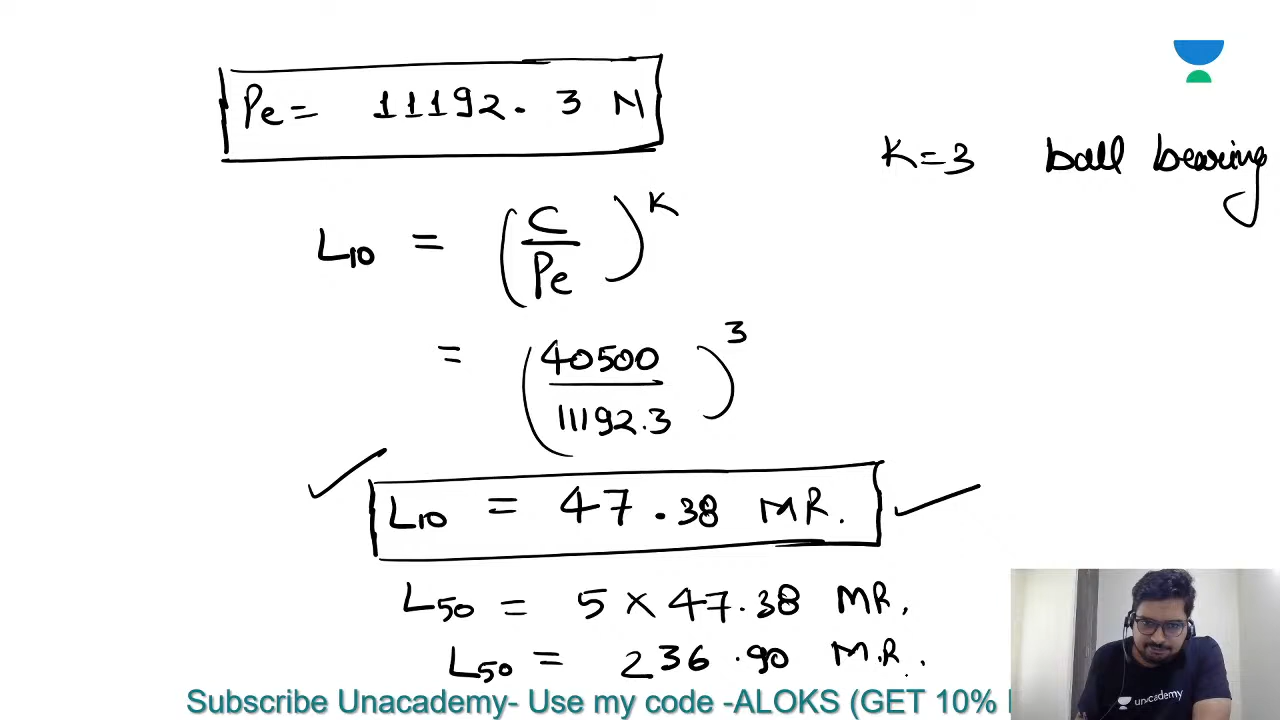 Pe = 11192.3 N
K=3 ball bearing
L10 = (C/Pe)^K
= (40500/11192.3)^3
L10 = 47.38 MR.
L50 = 5 × 47.38 MR.
L50 = 236.90 M.R.
unacademy
Subscribe Unacademy- Use my code -ALOKS (GET 10%